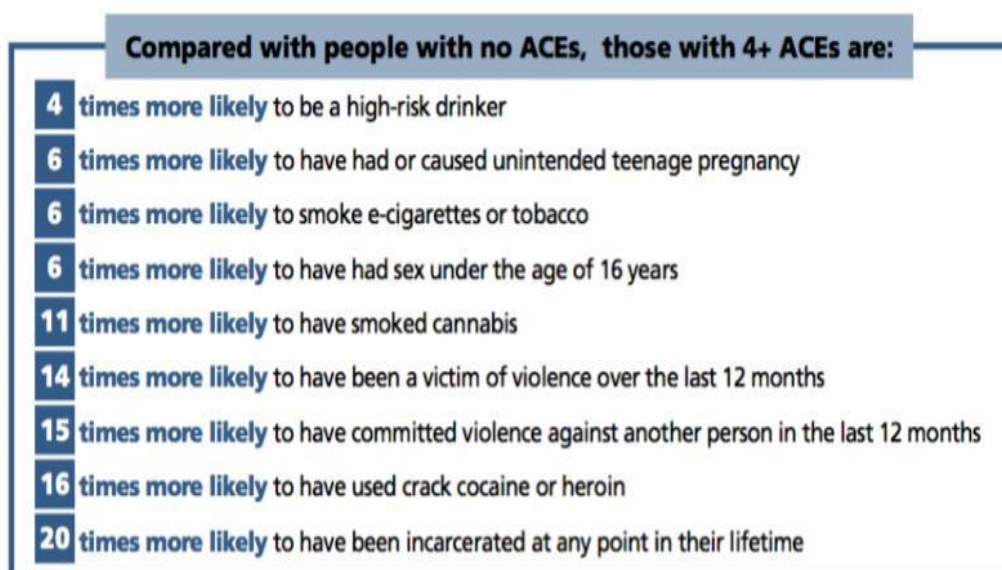 Compared with people with no ACEs, those with 4+ ACEs are:
4 times more likely to be a high-risk drinker
6 times more likely to have had or caused unintended teenage pregnancy
6 times more likely to smoke e-cigarettes or tobacco
6 times more likely to have had sex under the age of 16 years
11 times more likely to have smoked cannabis
14 times more likely to have been a victim of violence over the last 12 months
15 times more likely to have committed violence against another person in the last 12 months
16 times more likely to have used crack cocaine or heroin
20 times more likely to have been incarcerated at any point in their lifetime